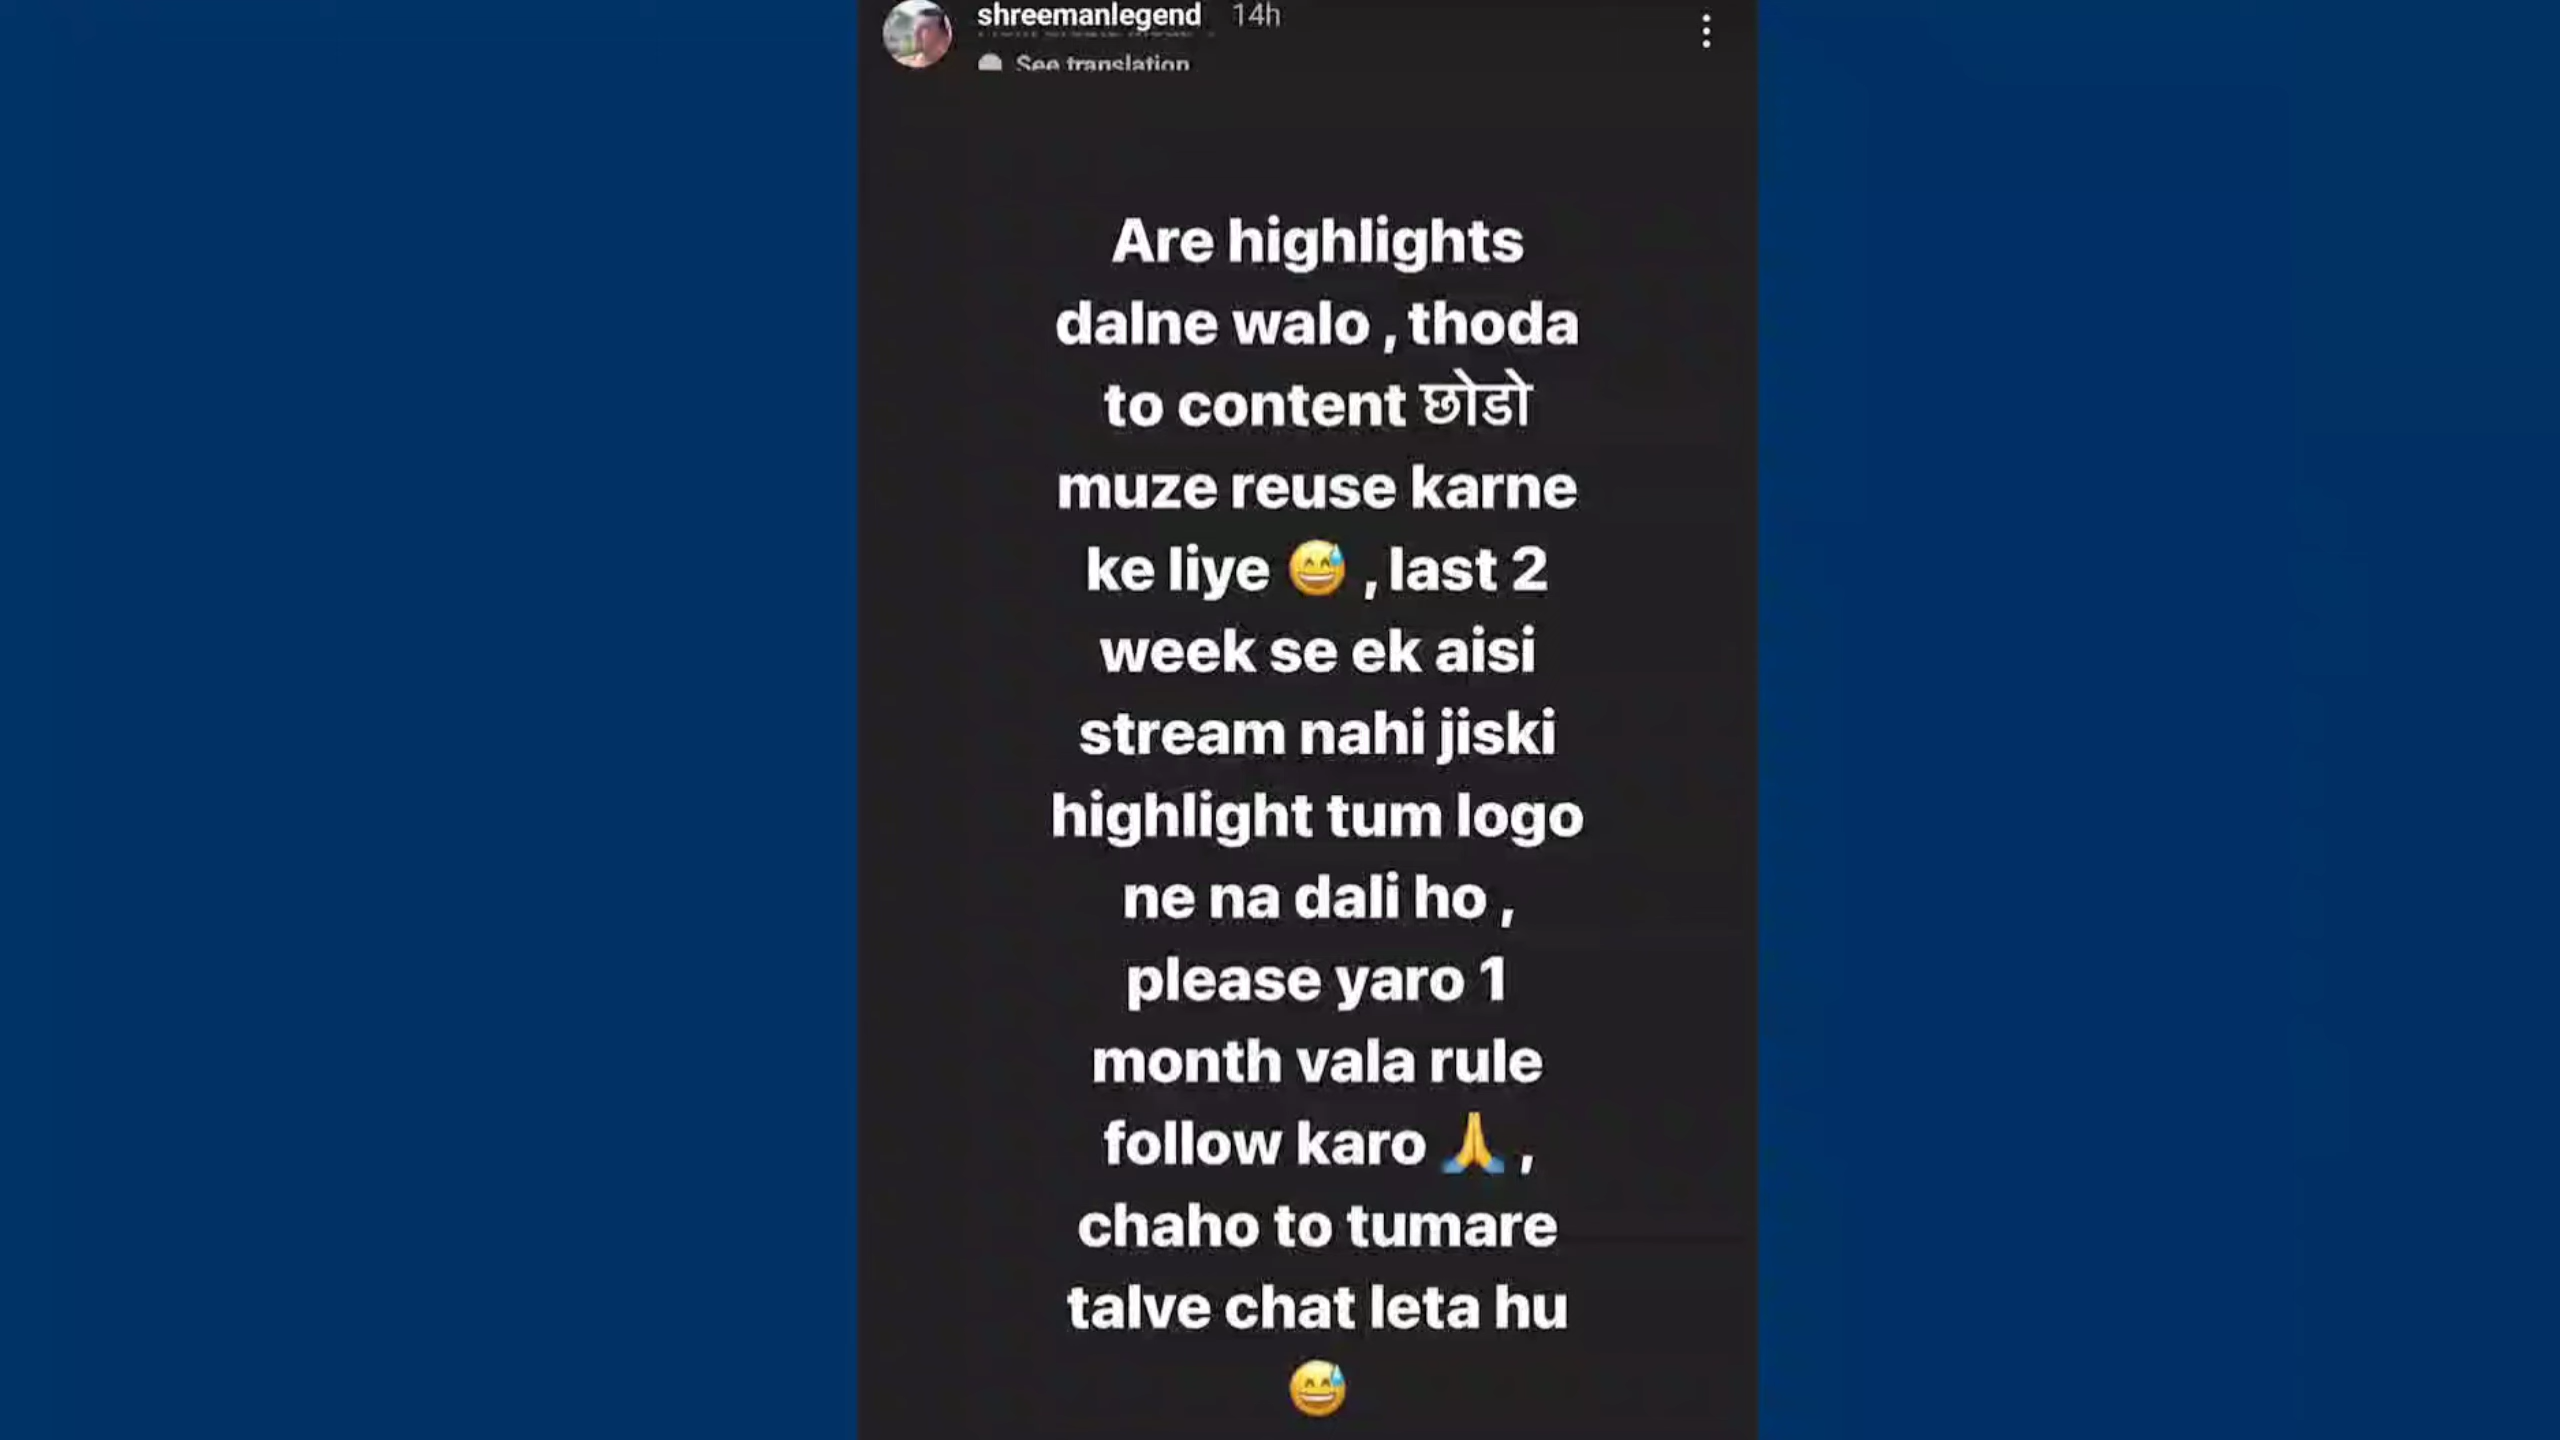 shreemanlegend 14h
See translation
Are highlights
dalne walo , thoda
to content छोडो
muze reuse karne
ke liye 😅 , last 2
week se ek aisi
stream nahi jiski
highlight tum logo
ne na dali ho ,
please yaro 1
month vala rule
follow karo 🙏 ,
chaho to tumare
talve chat leta hu
😅